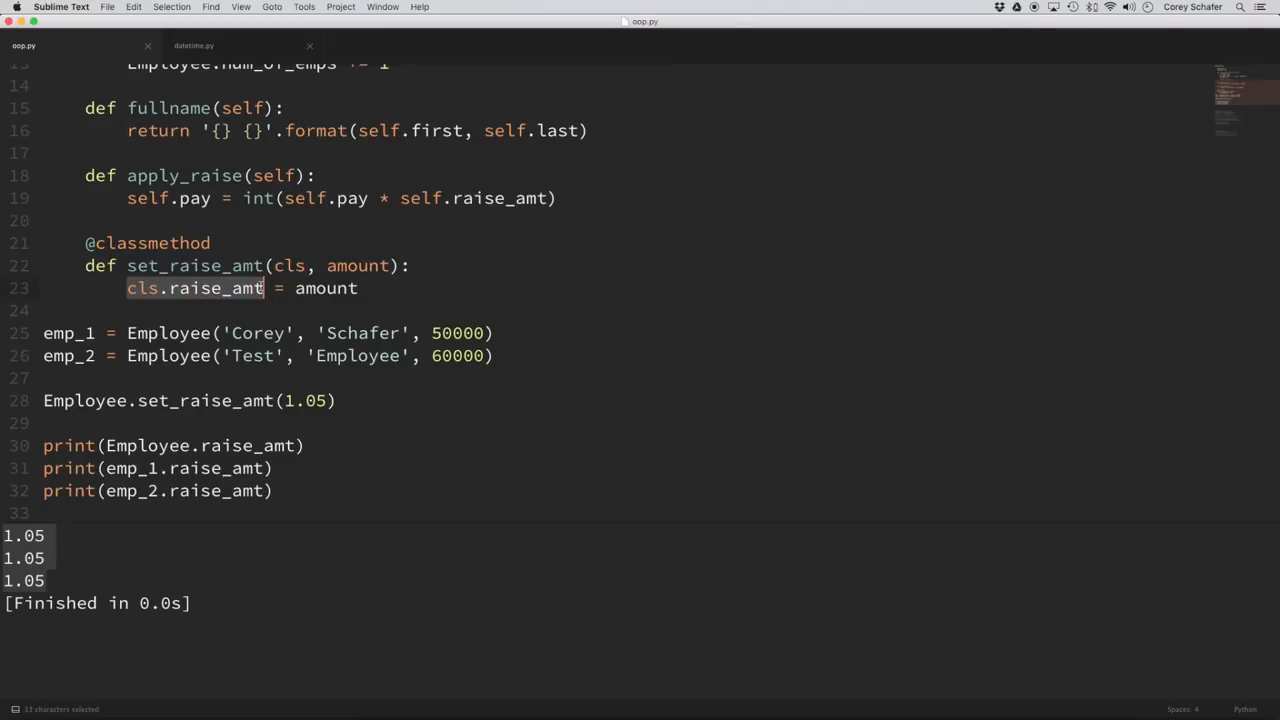 Sublime Text File Edit Selection Find View Goto Tools Project Window Help Corey Schafer
oop.py
oop.py datetime.py
13 Employee.num_of_emps += 1
14
15 def fullname(self):
16 return '{} {}'.format(self.first, self.last)
17
18 def apply_raise(self):
19 self.pay = int(self.pay * self.raise_amt)
20
21 @classmethod
22 def set_raise_amt(cls, amount):
23 cls.raise_amt = amount
24
25 emp_1 = Employee('Corey', 'Schafer', 50000)
26 emp_2 = Employee('Test', 'Employee', 60000)
27
28 Employee.set_raise_amt(1.05)
29
30 print(Employee.raise_amt)
31 print(emp_1.raise_amt)
32 print(emp_2.raise_amt)
33
1.05
1.05
1.05
[Finished in 0.0s]
13 characters selected Spaces: 4 Python